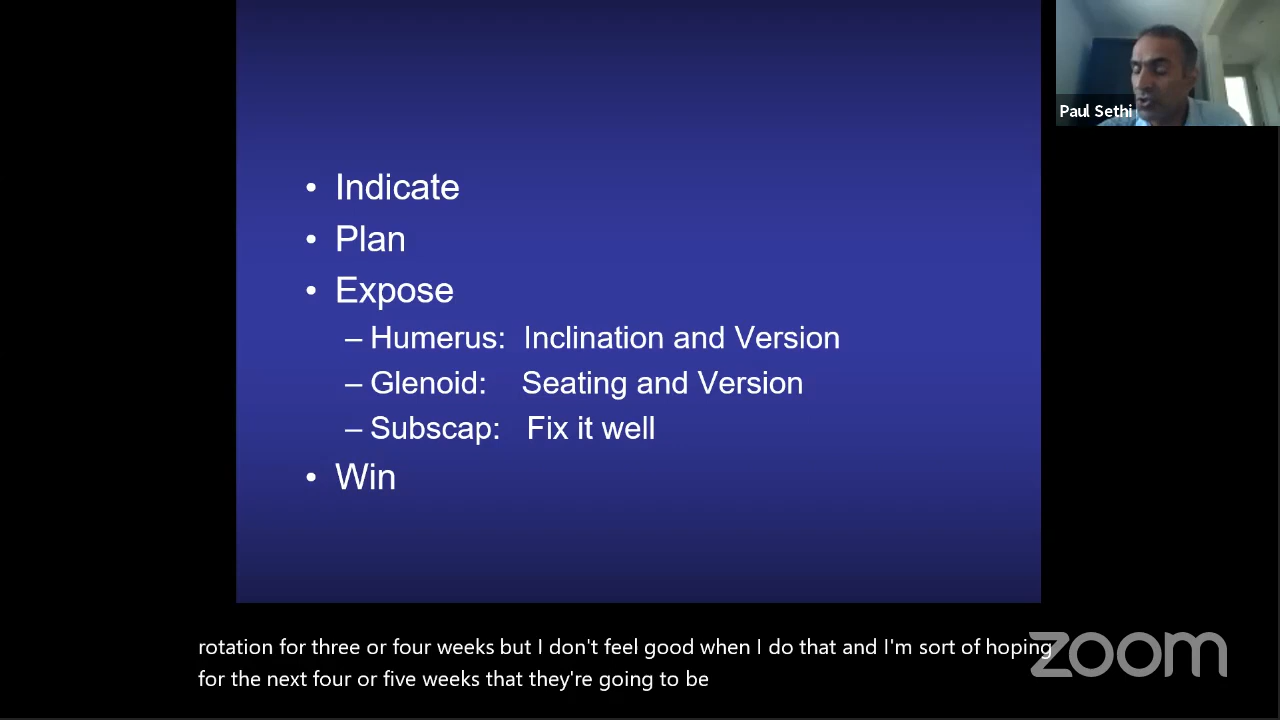 Paul Sethi
• Indicate
• Plan
• Expose
– Humerus: Inclination and Version
– Glenoid: Seating and Version
– Subscap: Fix it well
• Win
rotation for three or four weeks but I don't feel good when I do that and I'm sort of hoping
for the next four or five weeks that they're going to be
zoom